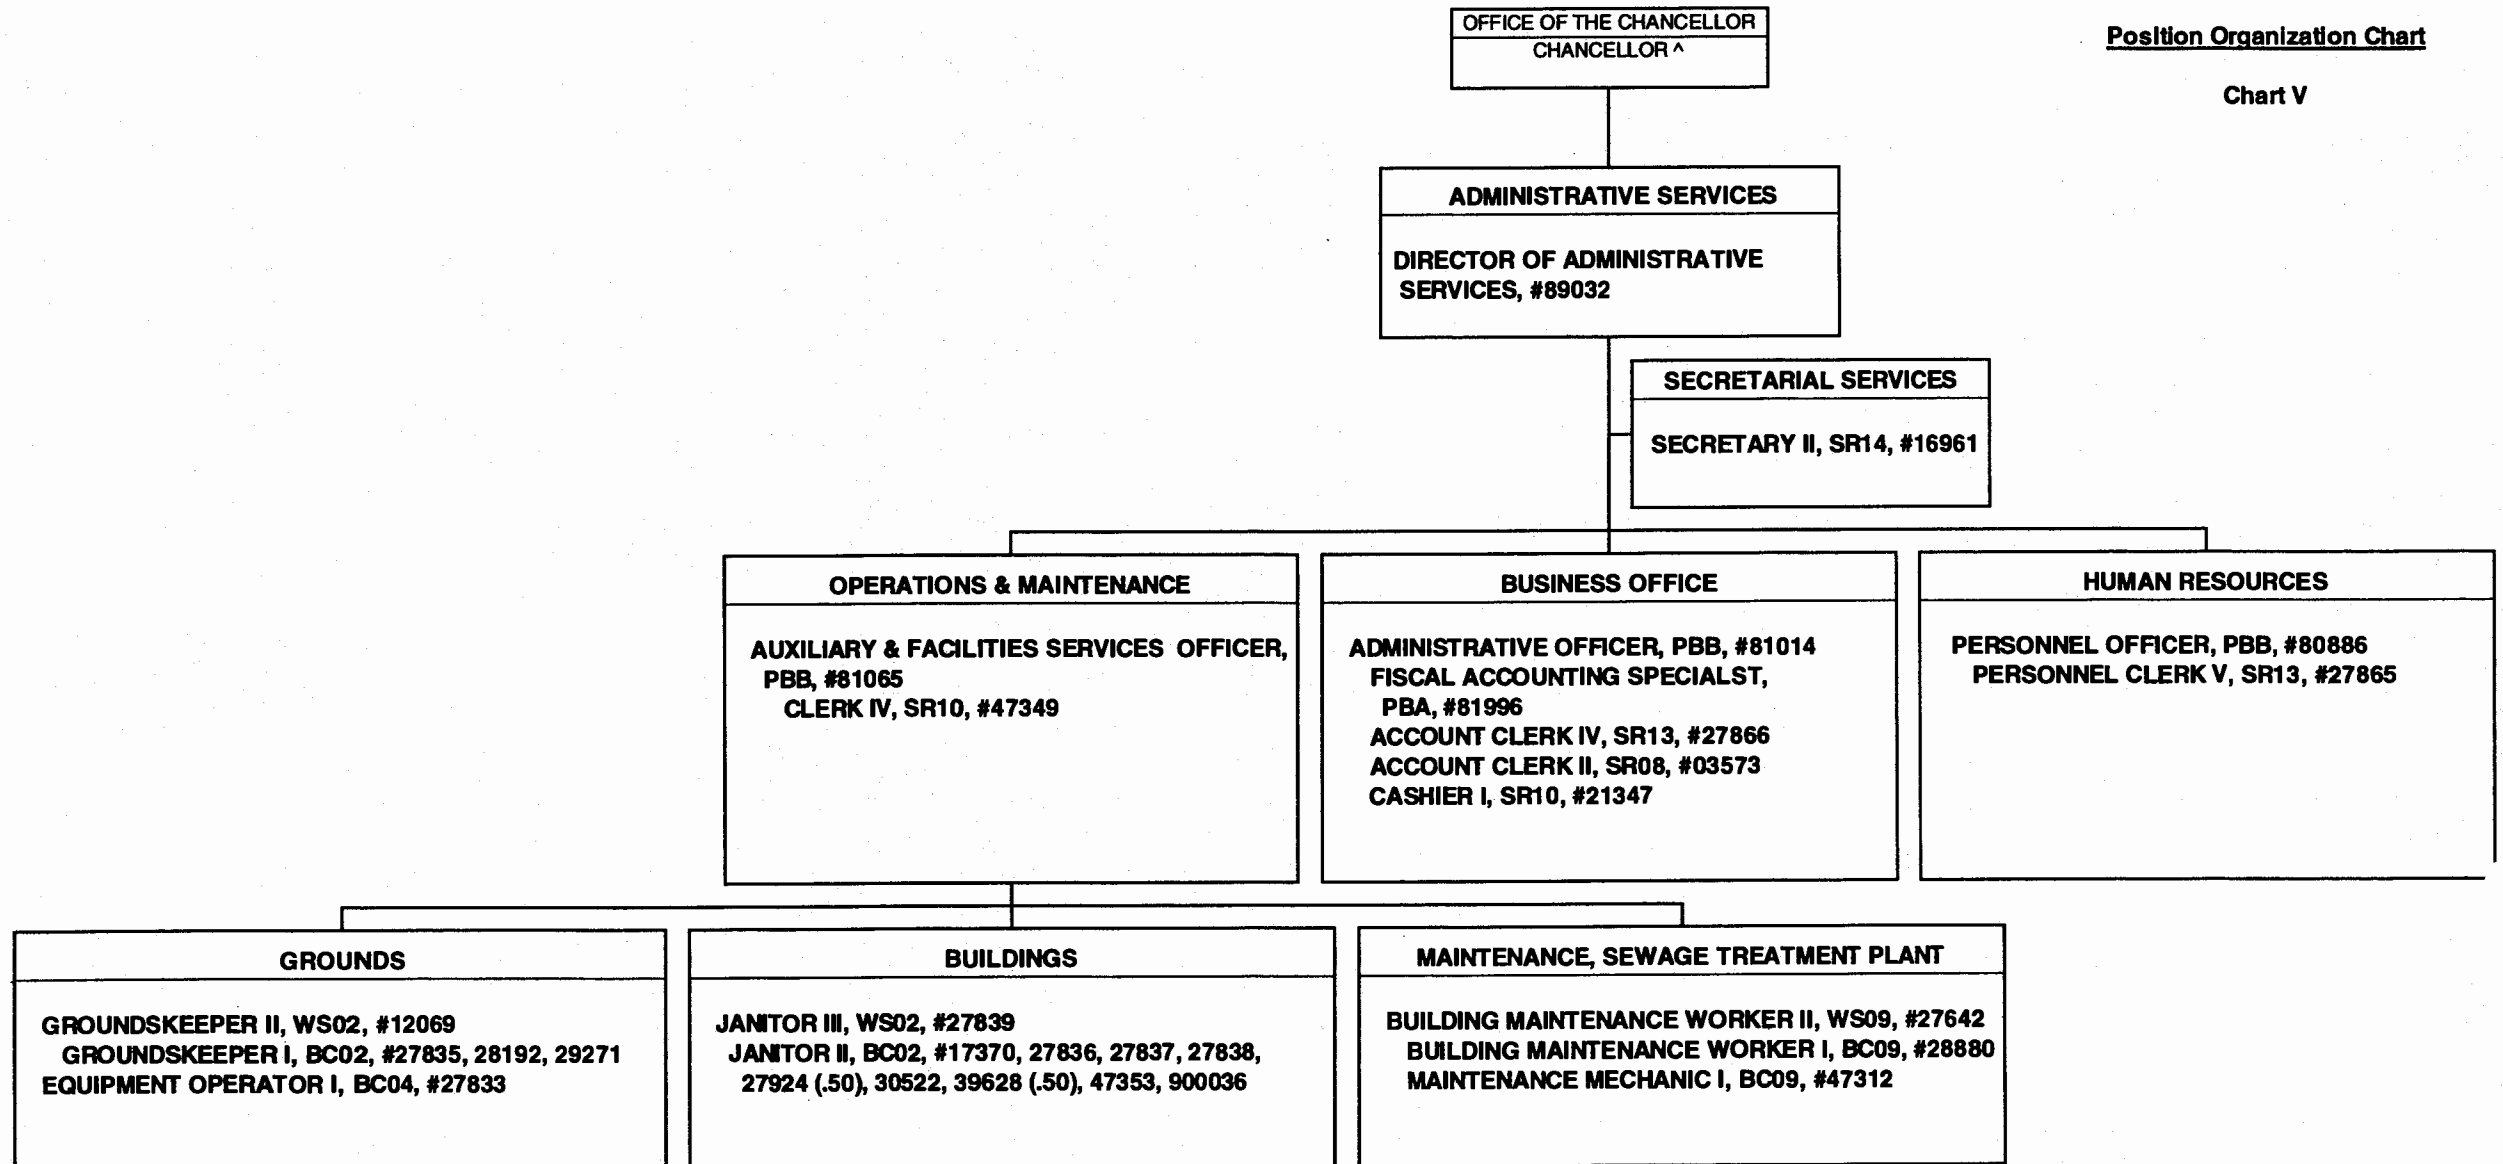 OFFICE OF THE CHANCELLOR
CHANCELLOR ^
Position Organization Chart
Chart V
ADMINISTRATIVE SERVICES
DIRECTOR OF ADMINISTRATIVE
SERVICES, #89032
SECRETARIAL SERVICES
SECRETARY II, SR14, #16961
OPERATIONS & MAINTENANCE
AUXILIARY & FACILITIES SERVICES OFFICER,
PBB, #81065
CLERK IV, SR10, #47349
BUSINESS OFFICE
ADMINISTRATIVE OFFICER, PBB, #81014
FISCAL ACCOUNTING SPECIALST,
PBA, #81996
ACCOUNT CLERK IV, SR13, #27866
ACCOUNT CLERK II, SR08, #03573
CASHIER I, SR10, #21347
HUMAN RESOURCES
PERSONNEL OFFICER, PBB, #80886
PERSONNEL CLERK V, SR13, #27865
GROUNDS
GROUNDSKEEPER II, WS02, #12069
GROUNDSKEEPER I, BC02, #27835, 28192, 29271
EQUIPMENT OPERATOR I, BC04, #27833
BUILDINGS
JANITOR III, WS02, #27839
JANITOR II, BC02, #17370, 27836, 27837, 27838,
27924 (.50), 30522, 39628 (.50), 47353, 900036
MAINTENANCE, SEWAGE TREATMENT PLANT
BUILDING MAINTENANCE WORKER II, WS09, #27642
BUILDING MAINTENANCE WORKER I, BC09, #28880
MAINTENANCE MECHANIC I, BC09, #47312